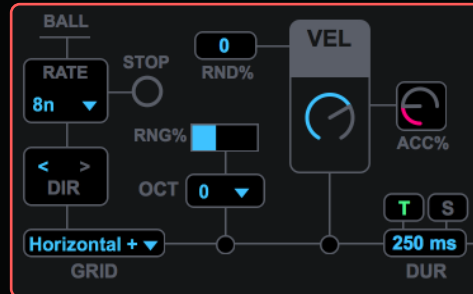 BALL
RATE
8n
STOP
0
RND%
VEL
RNG%
ACC%
< >
DIR
OCT
0
T S
Horizontal +
250 ms
GRID
DUR